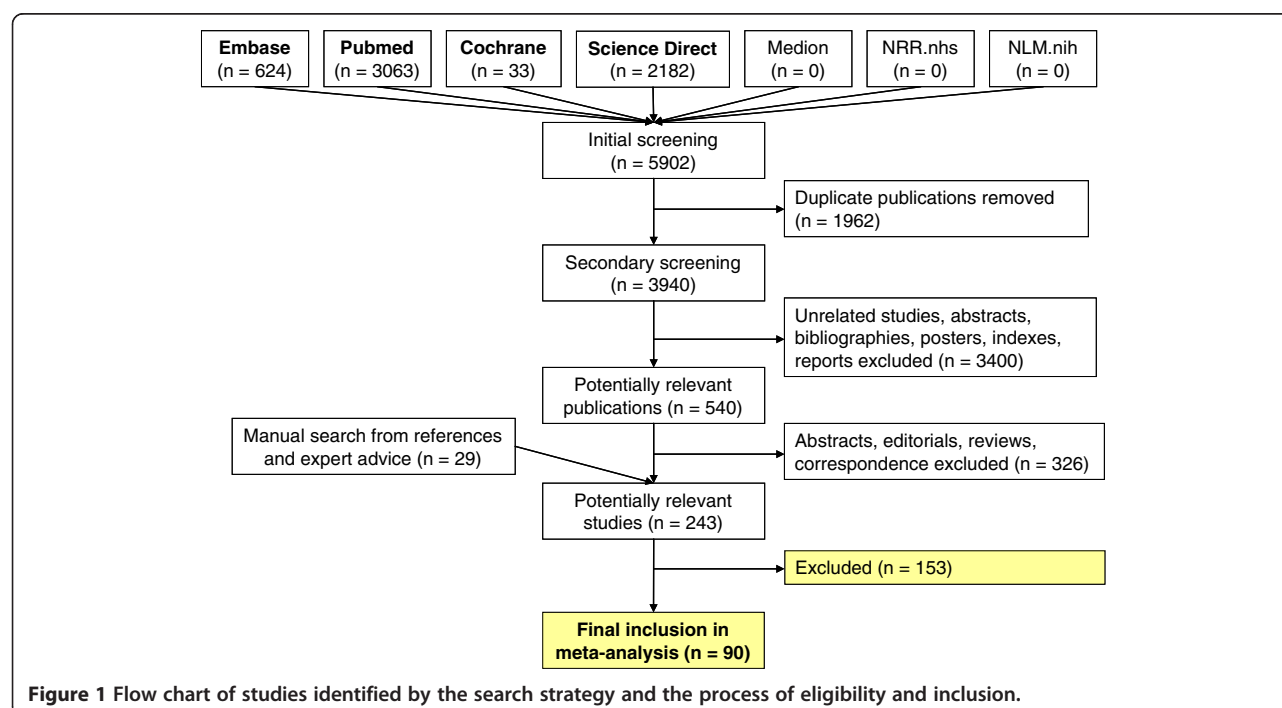 Embase
(n = 624)
Pubmed
(n = 3063)
Cochrane
(n = 33)
Science Direct
(n = 2182)
Medion
(n = 0)
NRR.nhs
(n = 0)
NLM.nih
(n = 0)
Initial screening
(n = 5902)
Duplicate publications removed
(n = 1962)
Secondary screening
(n = 3940)
Unrelated studies, abstracts,
bibliographies, posters, indexes,
reports excluded (n = 3400)
Potentially relevant
publications (n = 540)
Manual search from references
and expert advice (n = 29)
Abstracts, editorials, reviews,
correspondence excluded (n = 326)
Potentially relevant
studies (n = 243)
Excluded (n = 153)
Final inclusion in
meta-analysis (n = 90)
Figure 1 Flow chart of studies identified by the search strategy and the process of eligibility and inclusion.